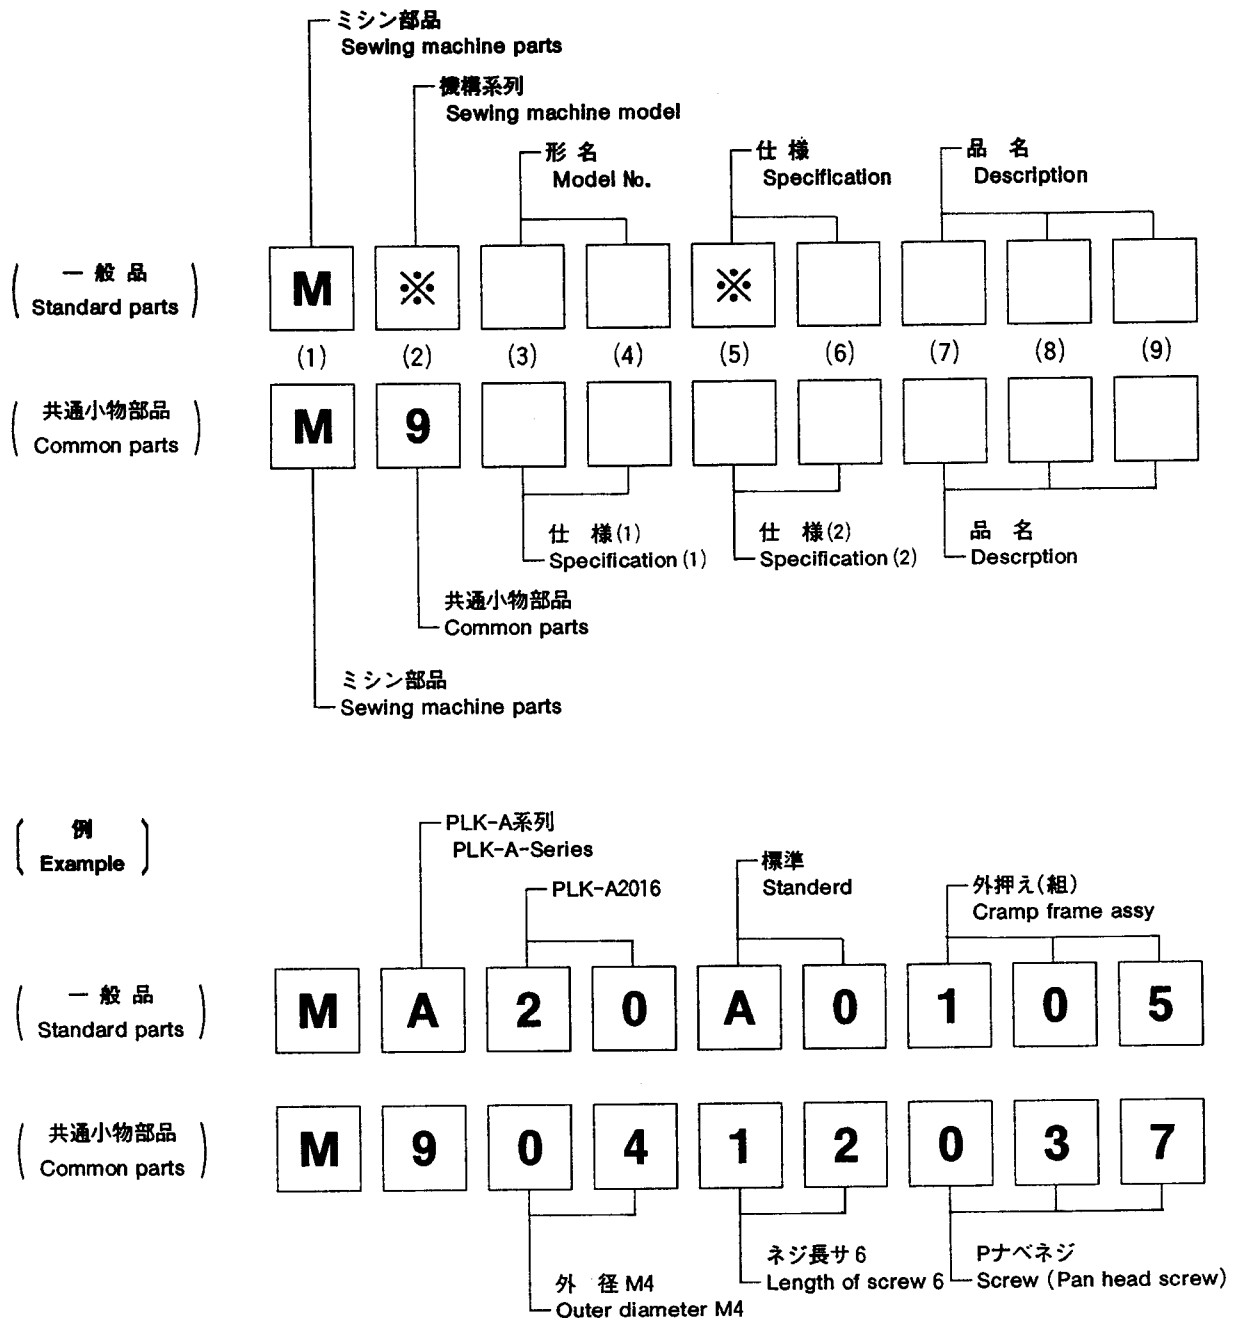 ミシン部品
Sewing machine parts
機構系列
Sewing machine model
形 名
Model No.
仕 様
Specification
品 名
Description
一 般 品
Standard parts
M ※ ※
(1) (2) (3) (4) (5) (6) (7) (8) (9)
共通小物部品
Common parts
M 9
仕 様(1)
Specification (1)
仕 様(2)
Specification (2)
品 名
Descrption
共通小物部品
Common parts
ミシン部品
Sewing machine parts
例
Example
PLK-A系列
PLK-A-Series
PLK-A2016
標準
Standerd
外押え(組)
Cramp frame assy
一 般 品
Standard parts
M A 2 0 A 0 1 0 5
共通小物部品
Common parts
M 9 0 4 1 2 0 3 7
外 径 M4
Outer diameter M4
ネジ長サ 6
Length of screw 6
Pナベネジ
Screw (Pan head screw)